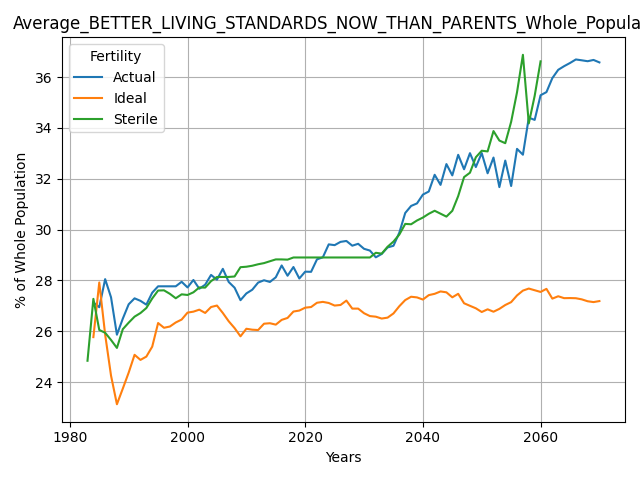 Average_BETTER_LIVING_STANDARDS_NOW_THAN_PARENTS_Whole_Popula
Fertility
Actual
Ideal
Sterile
% of Whole Population
36
34
32
30
28
26
24
1980 2000 2020 2040 2060
Years